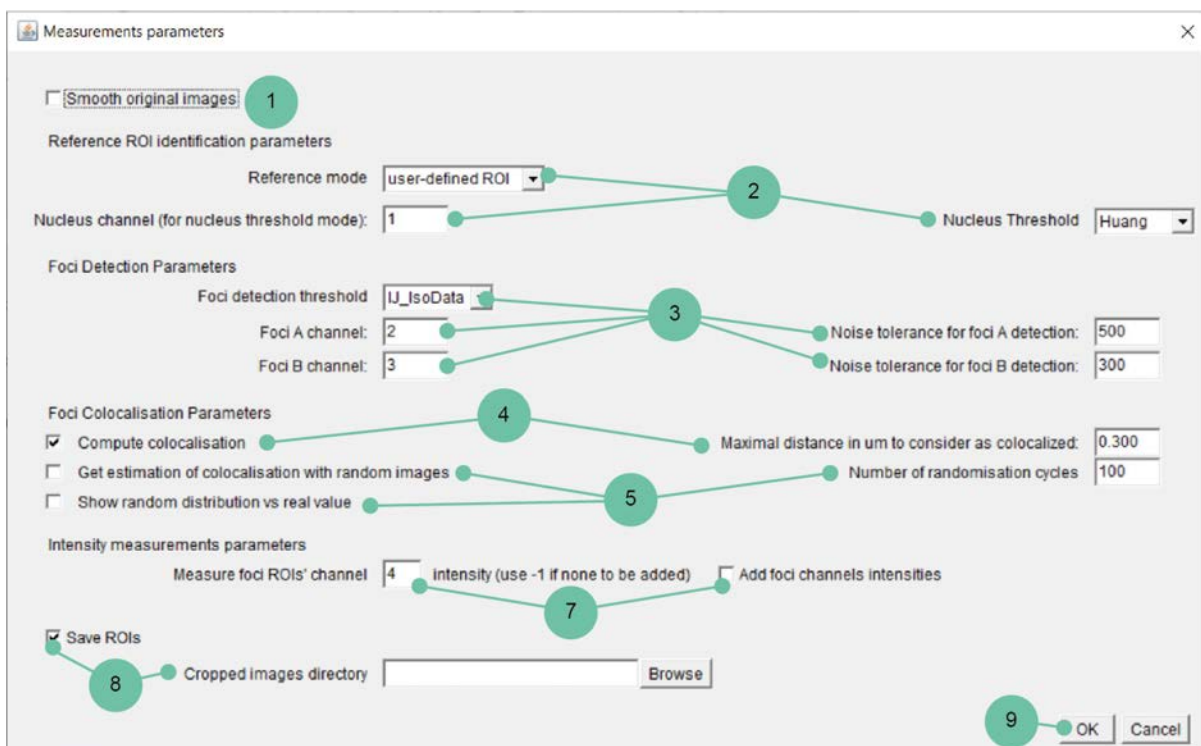 Measurements parameters
Smooth original images 1
Reference ROI identification parameters
Reference mode user-defined ROI 2
Nucleus channel (for nucleus threshold mode): 1 Nucleus Threshold Huang
Foci Detection Parameters
Foci detection threshold IJ_IsoData 3
Foci A channel: 2 Noise tolerance for foci A detection: 500
Foci B channel: 3 Noise tolerance for foci B detection: 300
Foci Colocalisation Parameters 4
Compute colocalisation Maximal distance in um to consider as colocalized: 0.300
Get estimation of colocalisation with random images Number of randomisation cycles 100
Show random distribution vs real value 5
Intensity measurements parameters
Measure foci ROIs' channel 4 intensity (use -1 if none to be added) Add foci channels intensities
7
Save ROIs
8 Cropped images directory Browse
9 OK Cancel